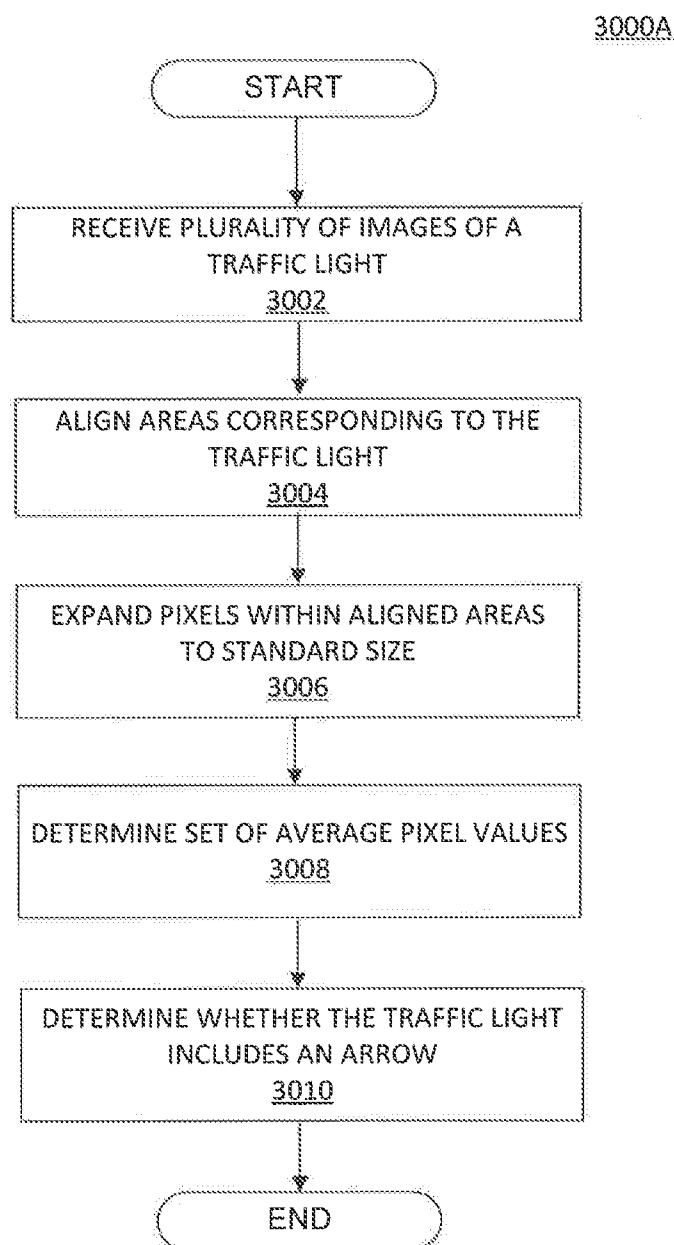 3000A
START
RECEIVE PLURALITY OF IMAGES OF A
TRAFFIC LIGHT
3002
ALIGN AREAS CORRESPONDING TO THE
TRAFFIC LIGHT
3004
EXPAND PIXELS WITHIN ALIGNED AREAS
TO STANDARD SIZE
3006
DETERMINE SET OF AVERAGE PIXEL VALUES
3008
DETERMINE WHETHER THE TRAFFIC LIGHT
INCLUDES AN ARROW
3010
END